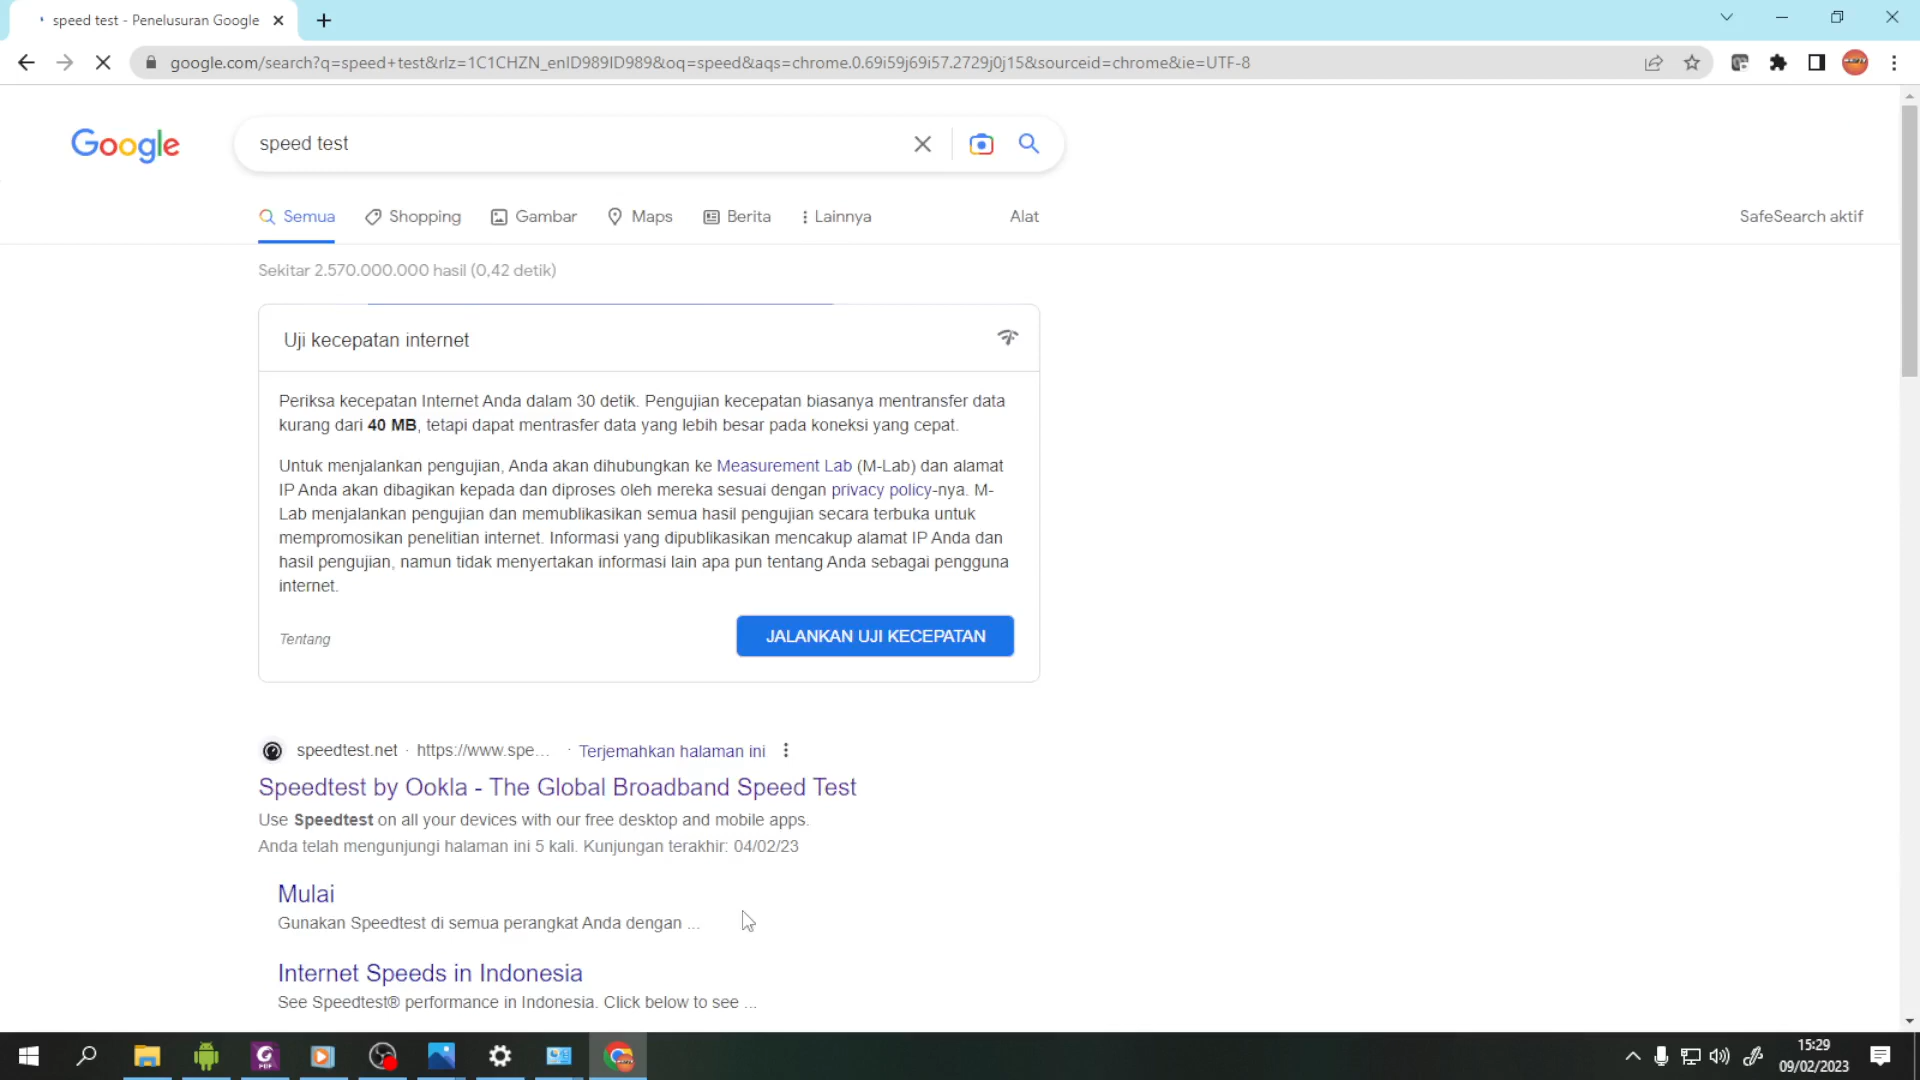 speed test - Penelusuran Google
google.com/search?q=speed+test&rlz=1C1CHZN_enID989ID989&oq=speed&aqs=chrome.0.69i59j69i57.2729j0j15&sourceid=chrome&ie=UTF-8
Google
speed test
Semua Shopping Gambar Maps Berita Lainnya Alat SafeSearch aktif
Sekitar 2.570.000.000 hasil (0,42 detik)
Uji kecepatan internet
Periksa kecepatan Internet Anda dalam 30 detik. Pengujian kecepatan biasanya mentransfer data
kurang dari 40 MB, tetapi dapat mentrasfer data yang lebih besar pada koneksi yang cepat.
Untuk menjalankan pengujian, Anda akan dihubungkan ke Measurement Lab (M-Lab) dan alamat
IP Anda akan dibagikan kepada dan diproses oleh mereka sesuai dengan privacy policy-nya. M-
Lab menjalankan pengujian dan memublikasikan semua hasil pengujian secara terbuka untuk
mempromosikan penelitian internet. Informasi yang dipublikasikan mencakup alamat IP Anda dan
hasil pengujian, namun tidak menyertakan informasi lain apa pun tentang Anda sebagai pengguna
internet.
Tentang JALANKAN UJI KECEPATAN
speedtest.net · https://www.spe... · Terjemahkan halaman ini
Speedtest by Ookla - The Global Broadband Speed Test
Use Speedtest on all your devices with our free desktop and mobile apps.
Anda telah mengunjungi halaman ini 5 kali. Kunjungan terakhir: 04/02/23
Mulai
Gunakan Speedtest di semua perangkat Anda dengan ...
Internet Speeds in Indonesia
See Speedtest® performance in Indonesia. Click below to see ...
PDF
15:29
09/02/2023